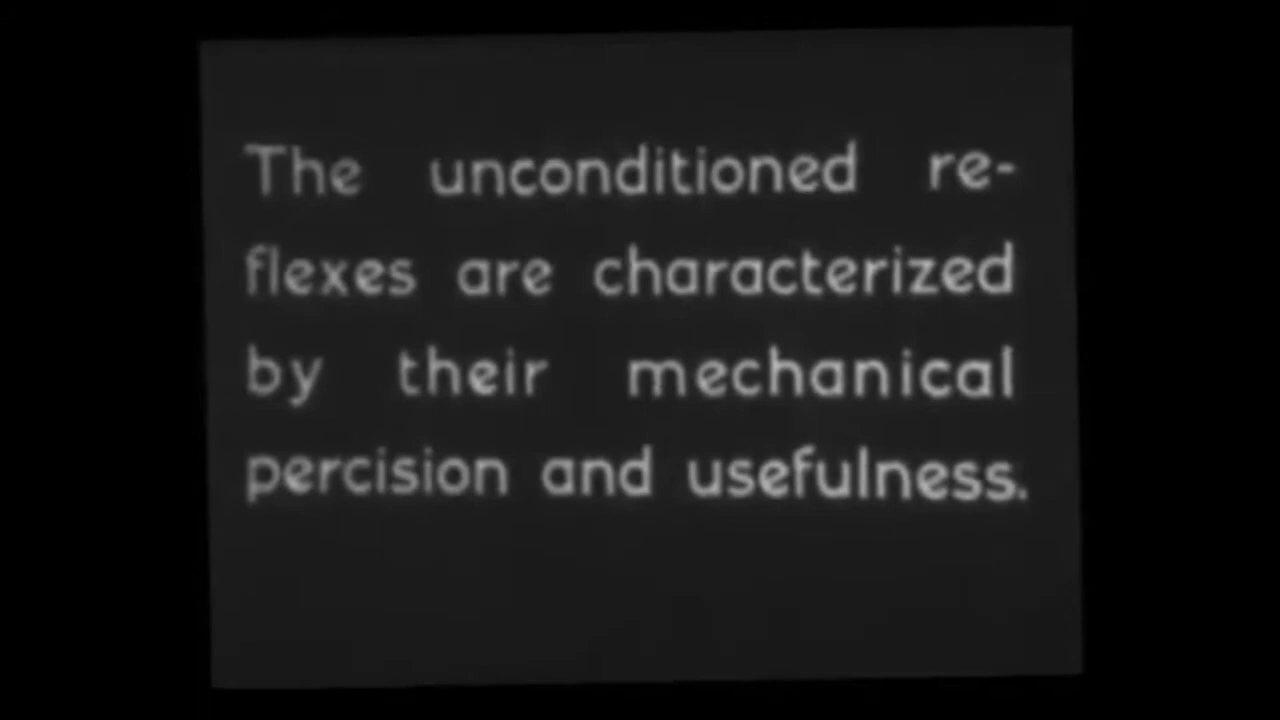 The unconditioned re-
flexes are characterized
by their mechanical
percision and usefulness.